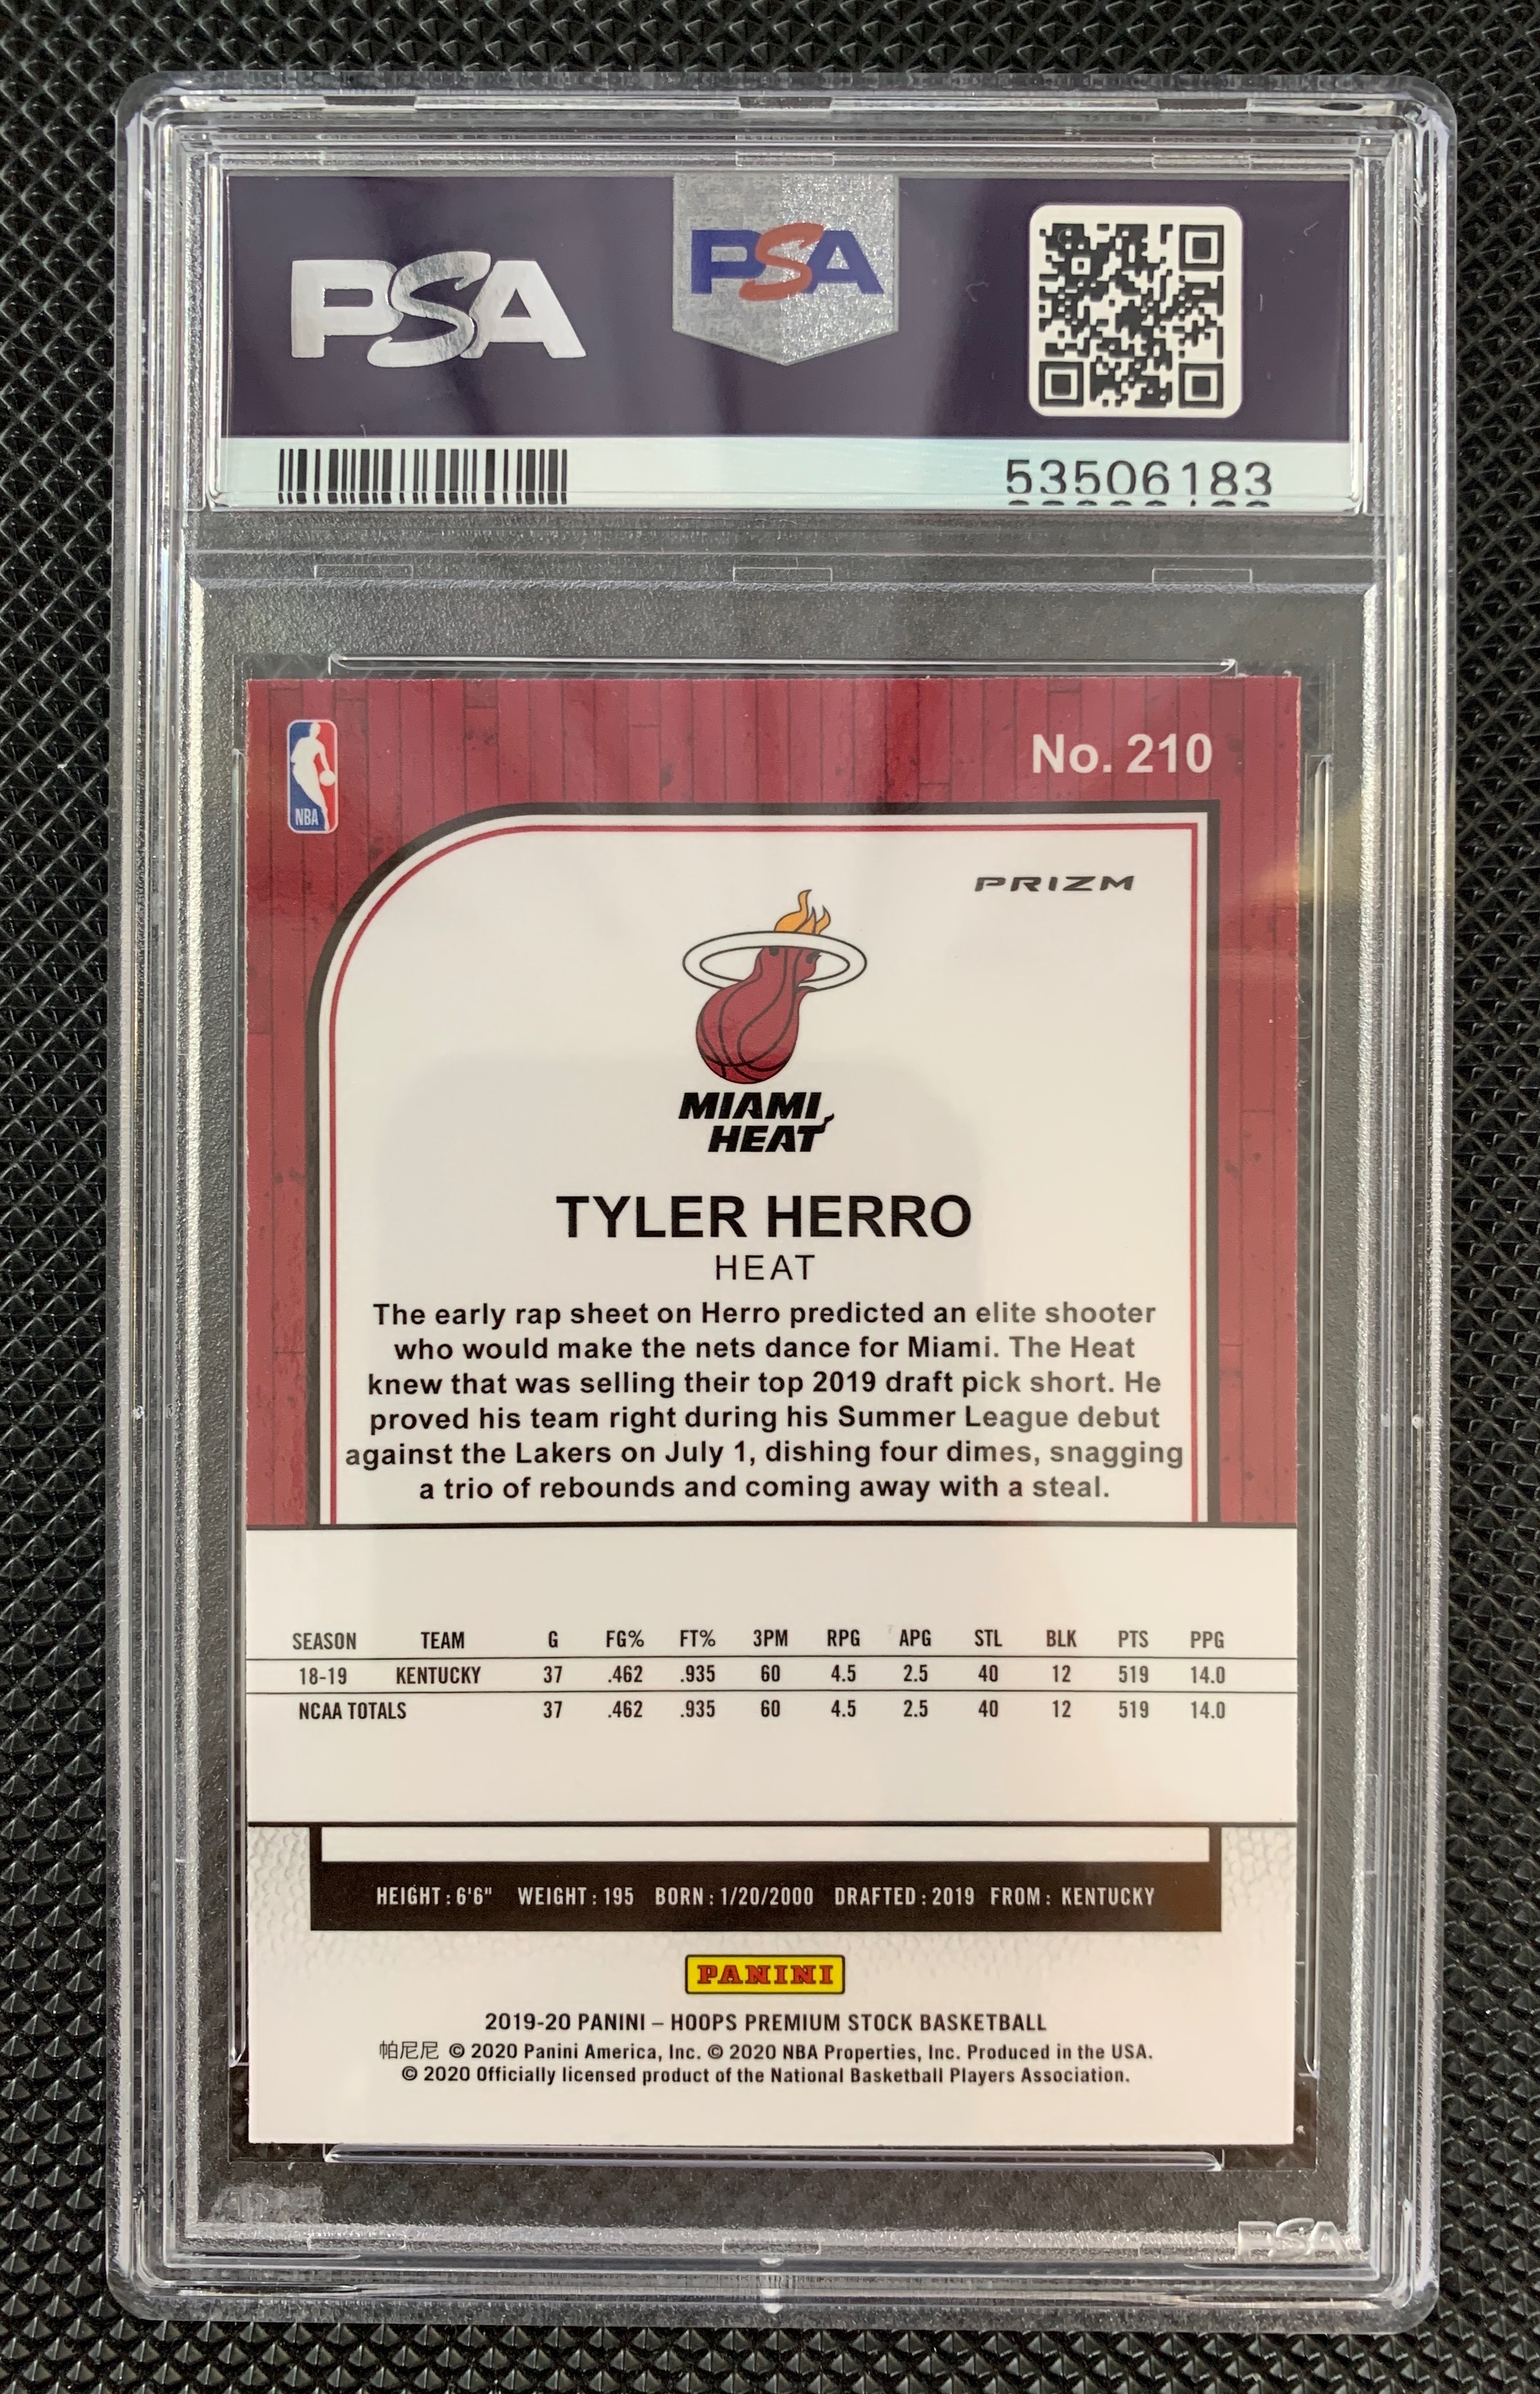 PSA
PSA
53506183
No. 210
NBA
PRIZM
MIAMI
HEAT
TYLER HERRO
HEAT
The early rap sheet on Herro predicted an elite shooter
who would make the nets dance for Miami. The Heat
knew that was selling their top 2019 draft pick short. He
proved his team right during his Summer League debut
against the Lakers on July 1, dishing four dimes, snagging
a trio of rebounds and coming away with a steal.
SEASON TEAM G FG% FT% 3PM RPG APG STL BLK PTS PPG
18-19 KENTUCKY 37 .462 .935 60 4.5 2.5 40 12 519 14.0
NCAA TOTALS 37 .462 .935 60 4.5 2.5 40 12 519 14.0
HEIGHT: 6'6" WEIGHT: 195 BORN: 1/20/2000 DRAFTED: 2019 FROM: KENTUCKY
PANINI
2019-20 PANINI – HOOPS PREMIUM STOCK BASKETBALL
帕尼尼 © 2020 Panini America, Inc. © 2020 NBA Properties, Inc. Produced in the USA.
© 2020 Officially licensed product of the National Basketball Players Association.
PSA